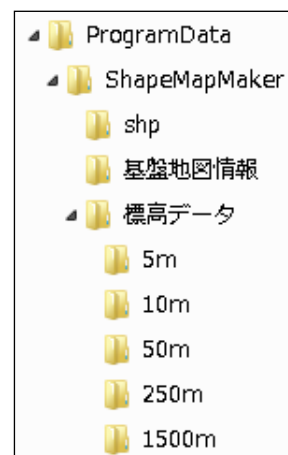 ProgramData
ShapeMapMaker
shp
基盤地図情報
標高データ
5m
10m
50m
250m
1500m